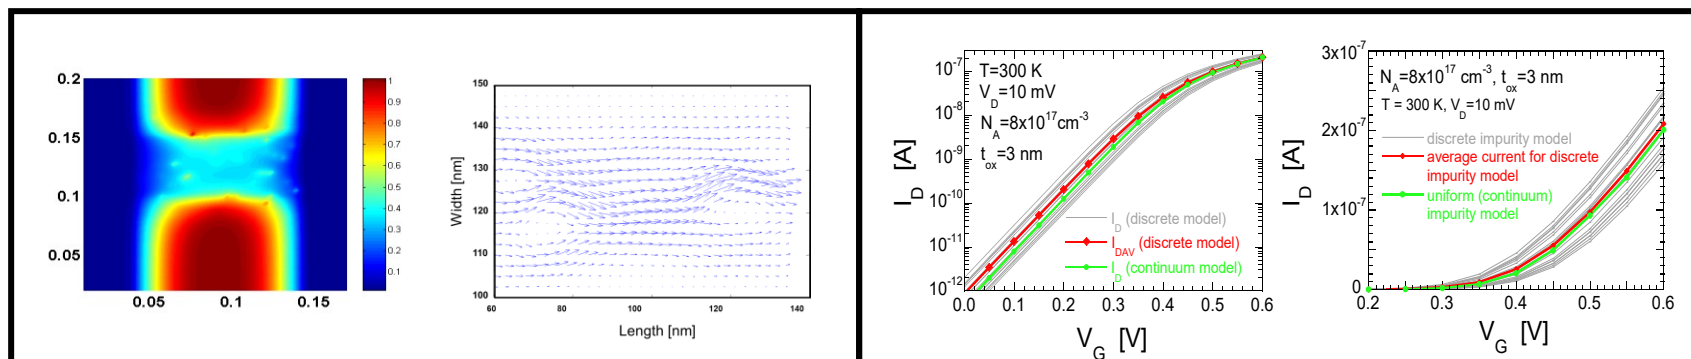 0.2
0.15
0.1
0.05
0.05
0.1
0.15
1
0.9
0.8
0.7
0.6
0.5
0.4
0.3
0.2
0.1
Width [nm]
150
140
130
120
110
100
60
80
100
120
140
Length [nm]
I_D [A]
10^-7
10^-8
10^-9
10^-10
10^-11
10^-12
T=300 K
V_D=10 mV
N_A=8x10^17cm^-3
t_ox=3 nm
I_D (discrete model)
I_DAV (discrete model)
I_D (continuum model)
0.0 0.1 0.2 0.3 0.4 0.5 0.6
V_G [V]
I_D [A]
3x10^-7
2x10^-7
1x10^-7
0
N_A=8x10^17 cm^-3, t_ox=3 nm
T = 300 K, V_D=10 mV
discrete impurity model
average current for discrete
impurity model
uniform (continuum)
impurity model
0.2 0.3 0.4 0.5 0.6
V_G [V]